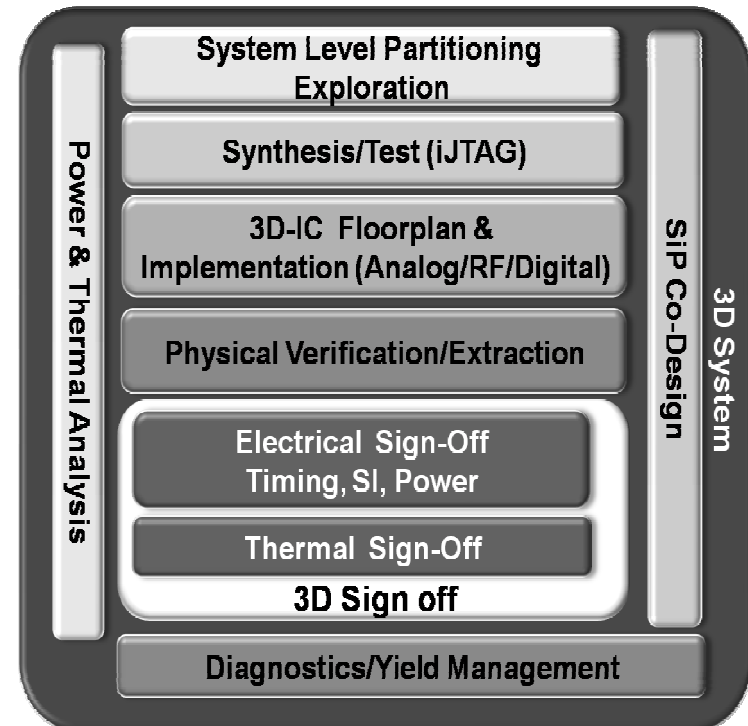 System Level Partitioning
Exploration
Synthesis/Test (iJTAG)
3D-IC Floorplan &
Implementation (Analog/RF/Digital)
Physical Verification/Extraction
Electrical Sign-Off
Timing, SI, Power
Thermal Sign-Off
3D Sign off
Diagnostics/Yield Management
Power & Thermal Analysis
SiP Co-Design
3D System